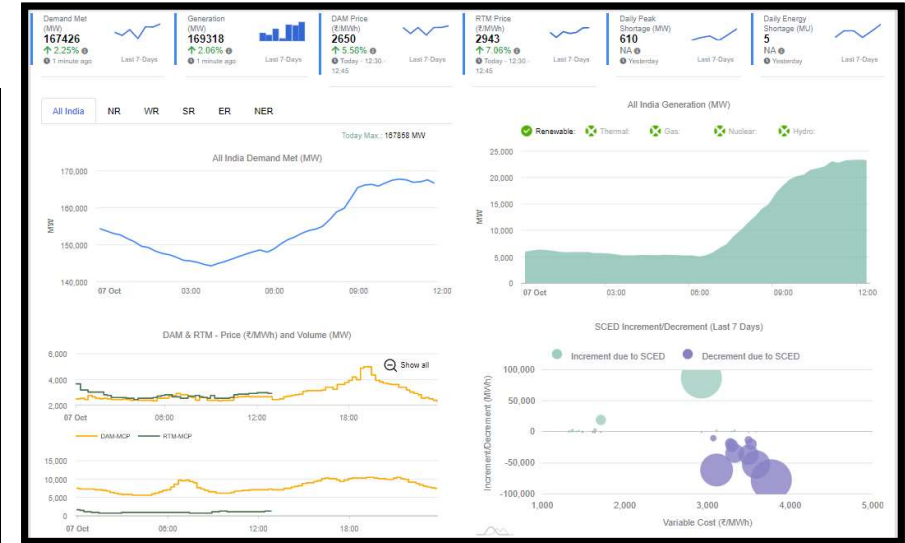 Demand Met
(MW)
167426
2.25%
1 minute ago
Last 7-Days
Generation
(MW)
169318
2.06%
1 minute ago
Last 7-Days
DAM Price
(₹/MWh)
2650
5.58%
Today - 12:30 -
12:45
Last 7-Days
RTM Price
(₹/MWh)
2943
7.06%
Today - 12:30 -
12:45
Last 7-Days
Daily Peak
Shortage (MW)
610
NA
Yesterday
Last 7-Days
Daily Energy
Shortage (MU)
5
NA
Yesterday
Last 7-Days
All India NR WR SR ER NER
Today Max.: 167858 MW
All India Demand Met (MW)
170,000
160,000
150,000
140,000
MW
07 Oct 03:00 06:00 09:00 12:00
All India Generation (MW)
Renewable: Thermal: Gas: Nuclear: Hydro:
25,000
20,000
15,000
10,000
5,000
0
MW
07 Oct 03:00 06:00 09:00 12:00
DAM & RTM - Price (₹/MWh) and Volume (MW)
Show all
6,000
4,000
2,000
07 Oct 06:00 12:00 18:00
DAM-MCP RTM-MCP
15,000
10,000
5,000
0
07 Oct 06:00 12:00 18:00
SCED Increment/Decrement (Last 7 Days)
Increment due to SCED Decrement due to SCED
100,000
50,000
0
-50,000
-100,000
Increment/Decrement (MWh)
1,000 2,000 3,000 4,000 5,000
Variable Cost (₹/MWh)